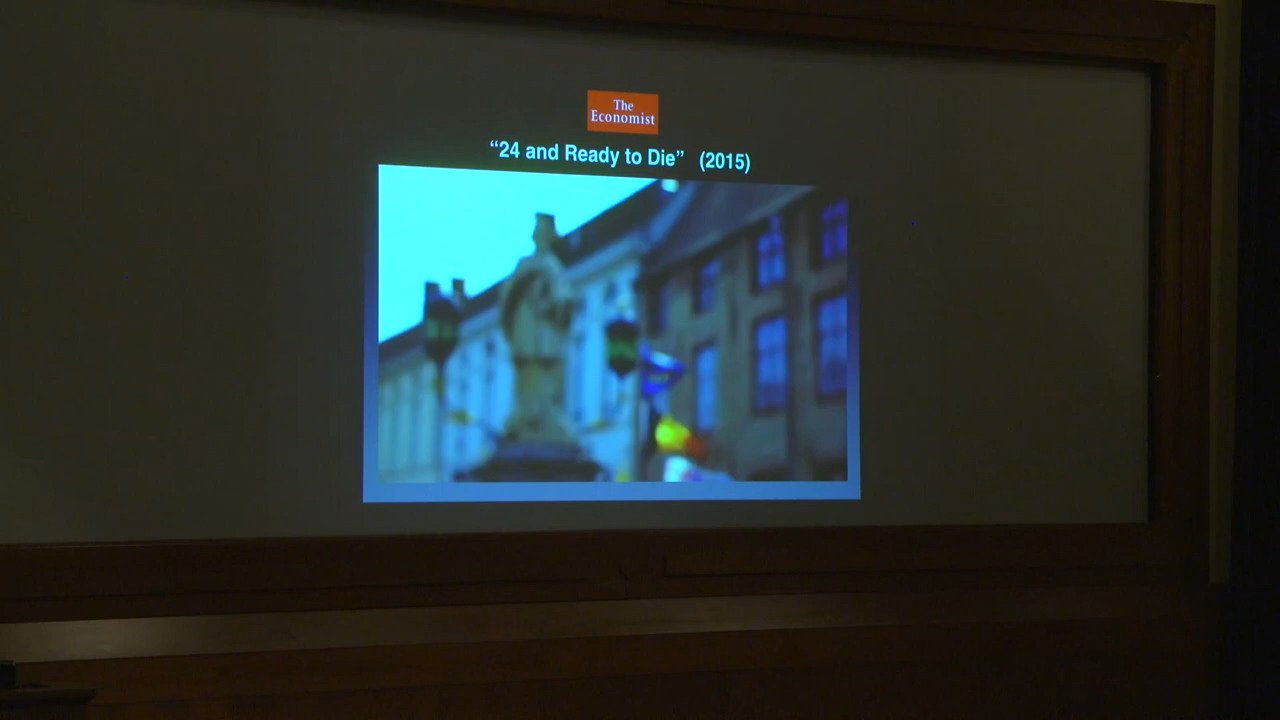 The
Economist
“24 and Ready to Die” (2015)